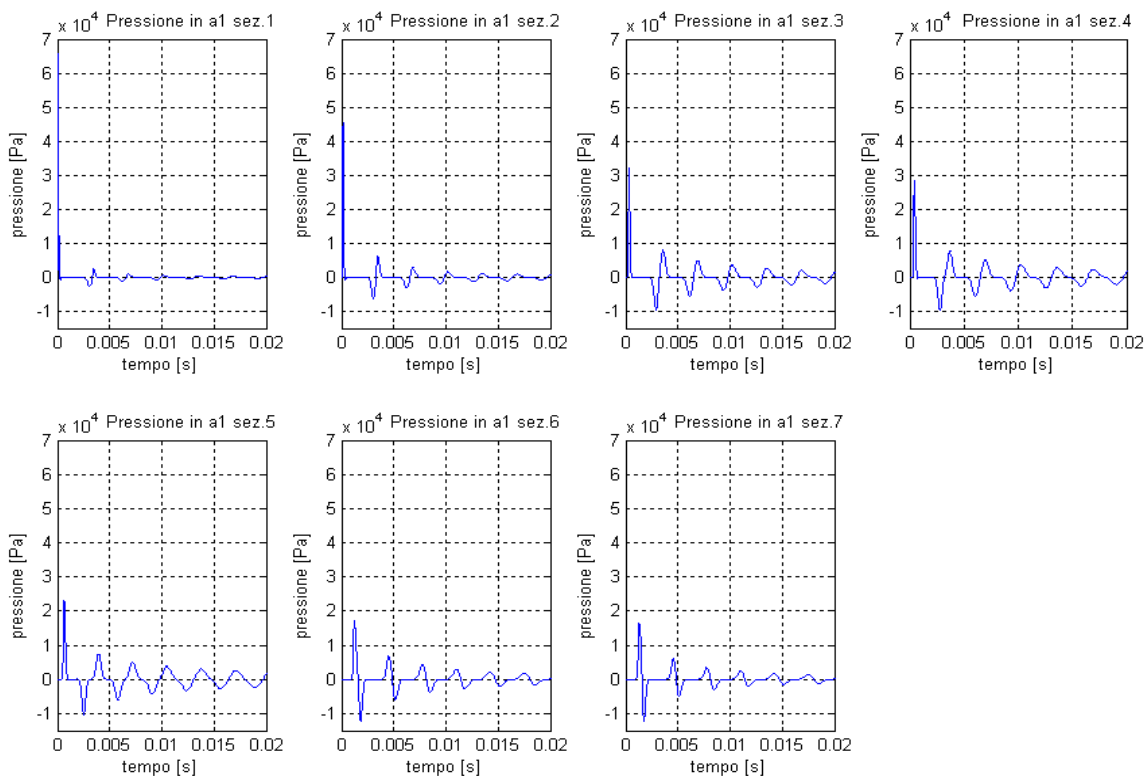 x 10^4 Pressione in a1 sez.1
7
6
5
4
3
2
1
0
-1
pressione [Pa]
0 0.005 0.01 0.015 0.02
tempo [s]
x 10^4 Pressione in a1 sez.2
7
6
5
4
3
2
1
0
-1
pressione [Pa]
0 0.005 0.01 0.015 0.02
tempo [s]
x 10^4 Pressione in a1 sez.3
7
6
5
4
3
2
1
0
-1
pressione [Pa]
0 0.005 0.01 0.015 0.02
tempo [s]
x 10^4 Pressione in a1 sez.4
7
6
5
4
3
2
1
0
-1
pressione [Pa]
0 0.005 0.01 0.015 0.02
tempo [s]
x 10^4 Pressione in a1 sez.5
7
6
5
4
3
2
1
0
-1
pressione [Pa]
0 0.005 0.01 0.015 0.02
tempo [s]
x 10^4 Pressione in a1 sez.6
7
6
5
4
3
2
1
0
-1
pressione [Pa]
0 0.005 0.01 0.015 0.02
tempo [s]
x 10^4 Pressione in a1 sez.7
7
6
5
4
3
2
1
0
-1
pressione [Pa]
0 0.005 0.01 0.015 0.02
tempo [s]